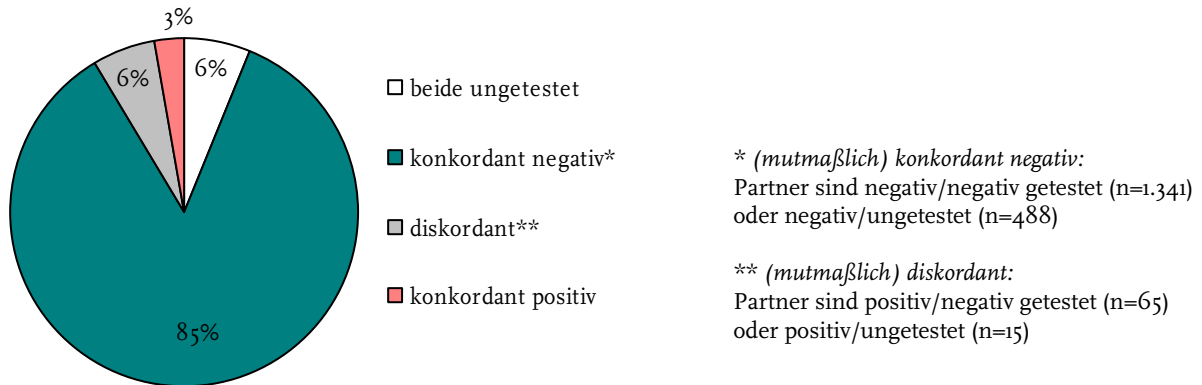 3%
6%
6%
85%
beide ungetestet
konkordant negativ*
diskordant**
konkordant positiv
* (mutmaßlich) konkordant negativ:
Partner sind negativ/negativ getestet (n=1.341)
oder negativ/ungetestet (n=488)
** (mutmaßlich) diskordant:
Partner sind positiv/negativ getestet (n=65)
oder positiv/ungetestet (n=15)